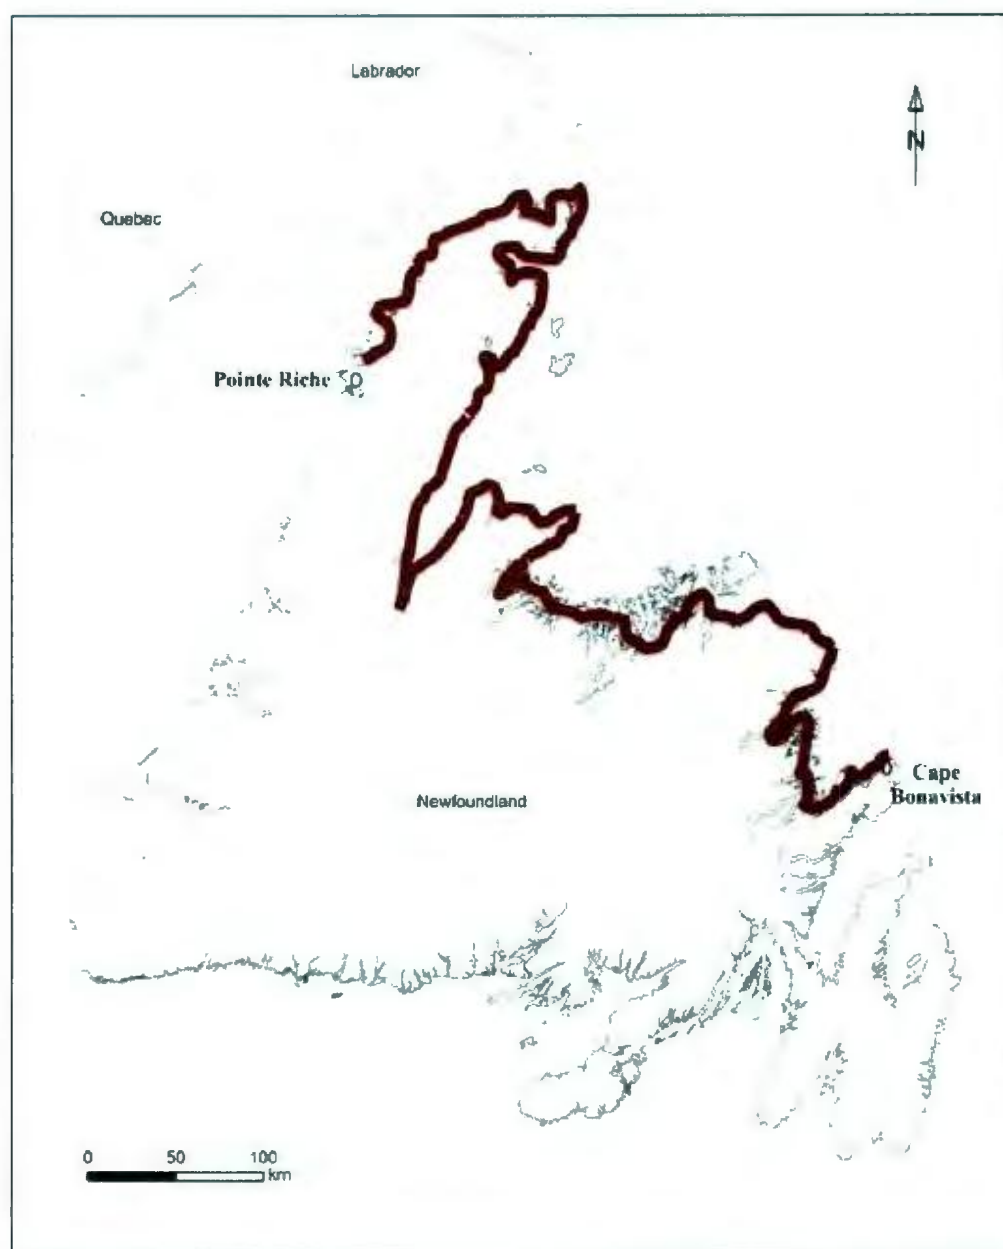 Labrador
N
Quebec
Pointe Riche
Cape
Bonavista
Newfoundland
0 50 100
km